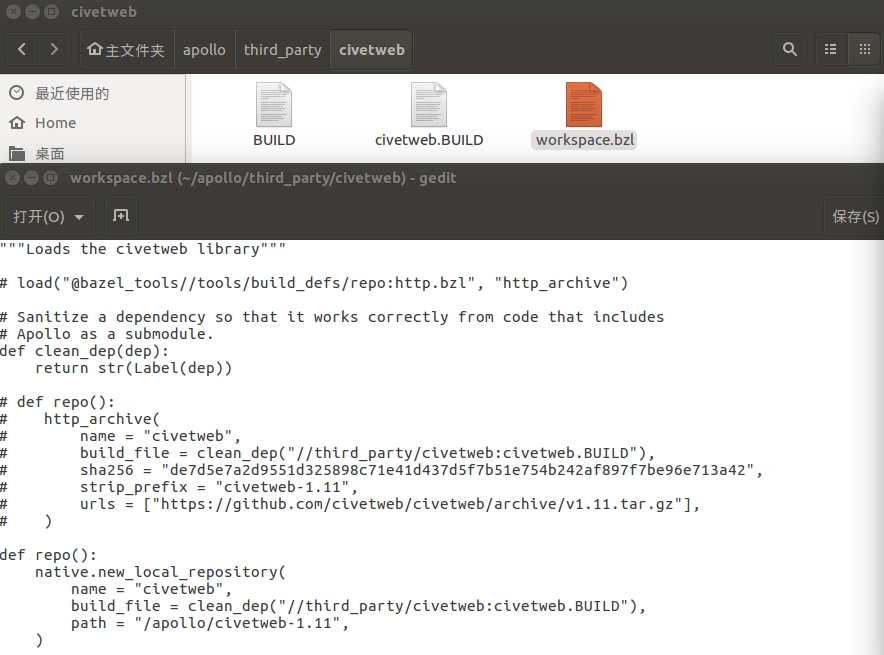 civetweb
主文件夹 apollo third_party civetweb
最近使用的
Home
桌面
BUILD civetweb.BUILD workspace.bzl
workspace.bzl (~/apollo/third_party/civetweb) - gedit
打开(O) 保存(S)
"""Loads the civetweb library"""
# load("@bazel_tools//tools/build_defs/repo:http.bzl", "http_archive")
# Sanitize a dependency so that it works correctly from code that includes
# Apollo as a submodule.
def clean_dep(dep):
    return str(Label(dep))
# def repo():
#    http_archive(
#        name = "civetweb",
#        build_file = clean_dep("//third_party/civetweb:civetweb.BUILD"),
#        sha256 = "de7d5e7a2d9551d325898c71e41d437d5f7b51e754b242af897f7be96e713a42",
#        strip_prefix = "civetweb-1.11",
#        urls = ["https://github.com/civetweb/civetweb/archive/v1.11.tar.gz"],
#    )
def repo():
    native.new_local_repository(
        name = "civetweb",
        build_file = clean_dep("//third_party/civetweb:civetweb.BUILD"),
        path = "/apollo/civetweb-1.11",
    )